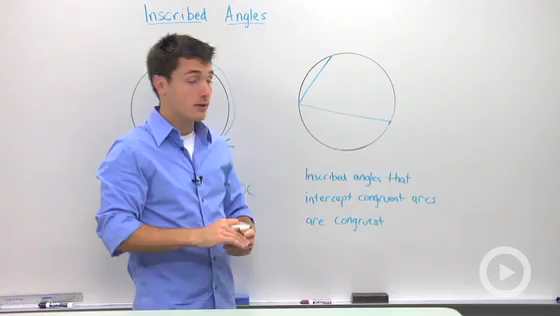 Inscribed Angles
Inscribed angles that
intercept congruent arcs
are congruent